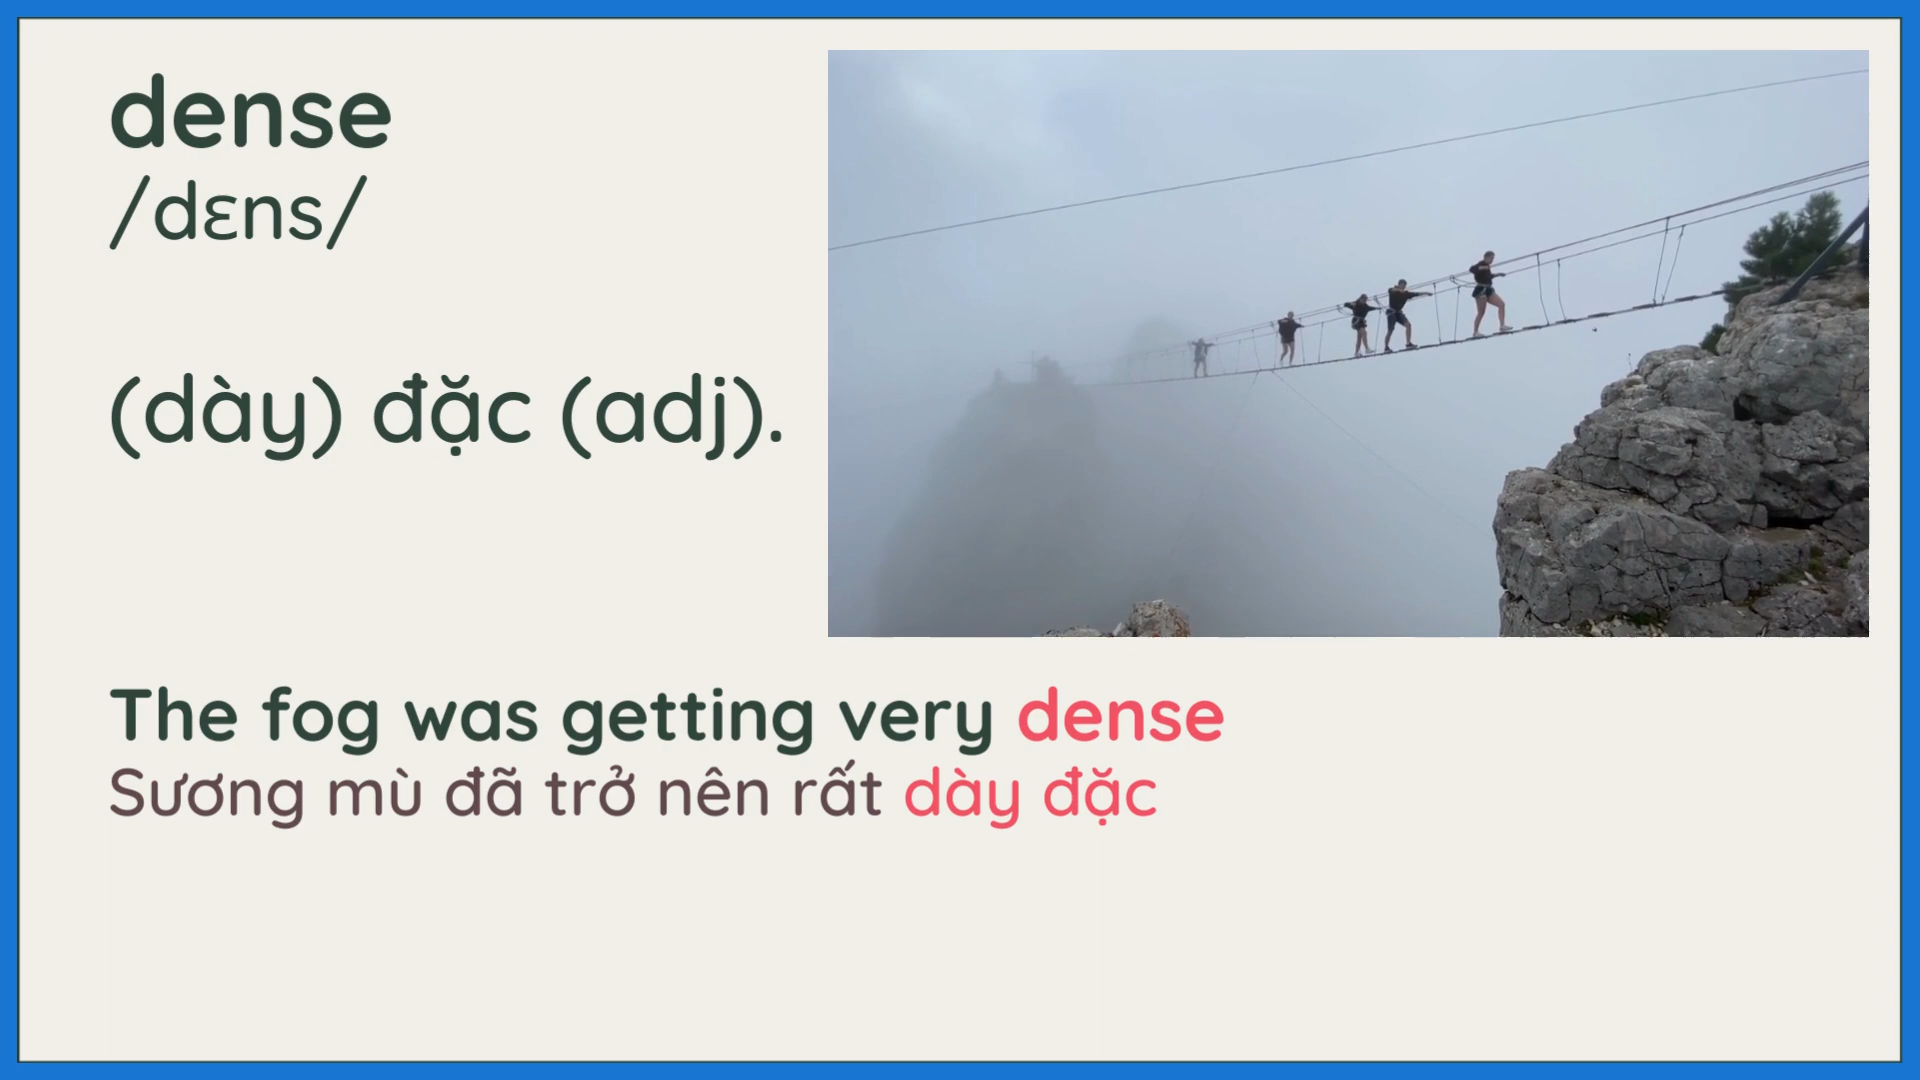 dense
/dɛns/
(dày) đặc (adj).
The fog was getting very dense
Sương mù đã trở nên rất dày đặc